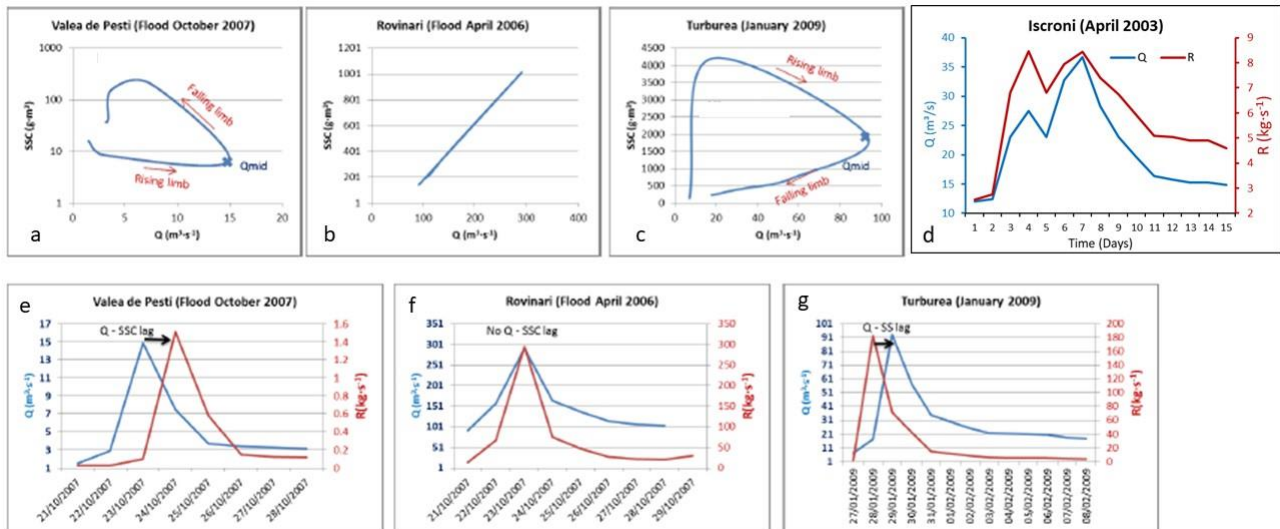 Valea de Pesti (Flood October 2007)
SSC (g·m³)
1000
100
10
1
0 5 10 15 20
Q (m³·s⁻¹)
Falling limb
Rising limb
Qmid
a
Rovinari (Flood April 2006)
SSC (g·m³)
1201
1001
801
601
401
201
1
0 100 200 300 400
Q (m³·s⁻¹)
b
Turburea (January 2009)
SSC (g·m³)
4500
4000
3500
3000
2500
2000
1500
1000
500
0
0 20 40 60 80 100
Q (m³·s⁻¹)
Rising limb
Falling limb
Qmid
c
Iscroni (April 2003)
Q R
Q (m³/s)
40
35
30
25
20
15
10
R (kg·s⁻¹)
9
8
7
6
5
4
3
2
1 2 3 4 5 6 7 8 9 10 11 12 13 14 15
Time (Days)
d
e
Valea de Pesti (Flood October 2007)
Q - SSC lag
Q (m³·s⁻¹)
17
15
13
11
9
7
5
3
1
R(kg·s⁻¹)
1.6
1.4
1.2
1
0.8
0.6
0.4
0.2
0
21/10/2007 22/10/2007 23/10/2007 24/10/2007 25/10/2007 26/10/2007 27/10/2007 28/10/2007
f
Rovinari (Flood April 2006)
No Q - SSC lag
Q (m³·s⁻¹)
351
301
251
201
151
101
51
1
R(kg·s⁻¹)
350
300
250
200
150
100
50
0
21/10/2007 22/10/2007 23/10/2007 24/10/2007 25/10/2007 26/10/2007 27/10/2007 28/10/2007 29/10/2007
g
Turburea (January 2009)
Q - SS lag
Q (m³·s⁻¹)
101
91
81
71
61
51
41
31
21
11
1
R(kg·s⁻¹)
200
180
160
140
120
100
80
60
40
20
0
27/01/2009 28/01/2009 29/01/2009 30/01/2009 31/01/2009 01/02/2009 02/02/2009 03/02/2009 04/02/2009 05/02/2009 06/02/2009 07/02/2009 08/02/2009